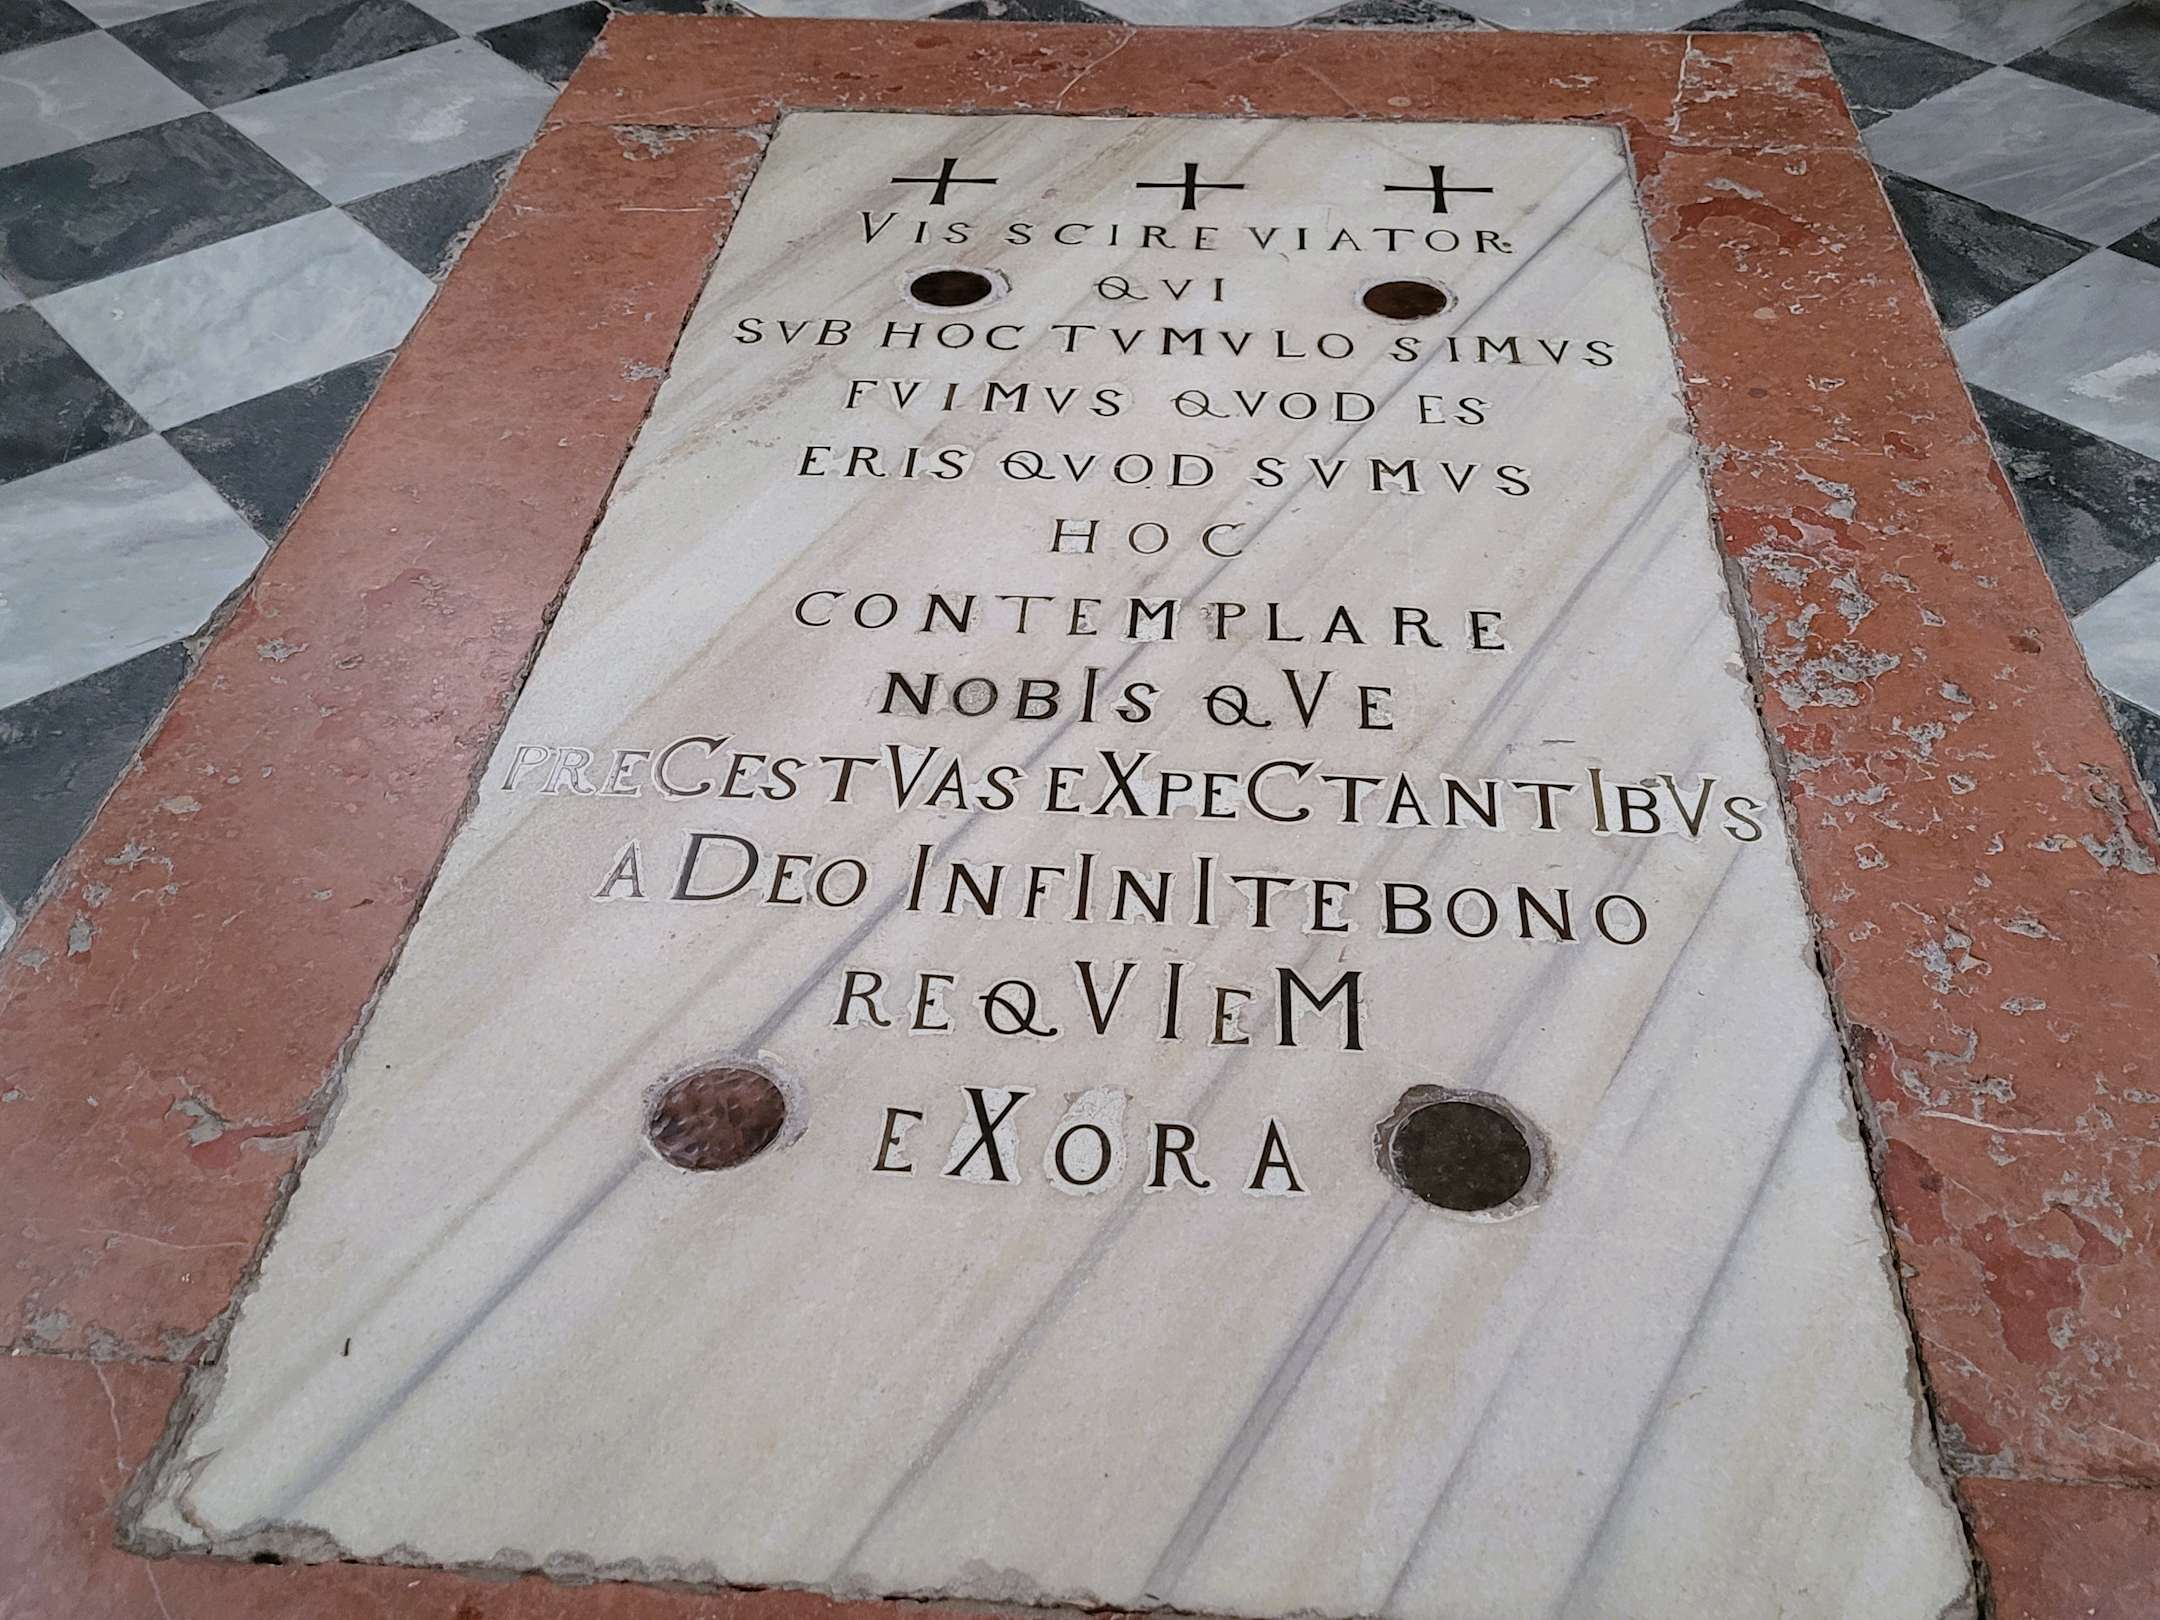 VIS SCIRE VIATOR
QVI
SVB HOC TVMVLO SIMVS
FVIMVS QVOD ES
ERIS QVOD SVMVS
HOC
CONTEMPLARE
NOBIS QVE
PRECES TVAS EXPECTANTIBVS
A DEO INFINITE BONO
REQVIEM
EXORA